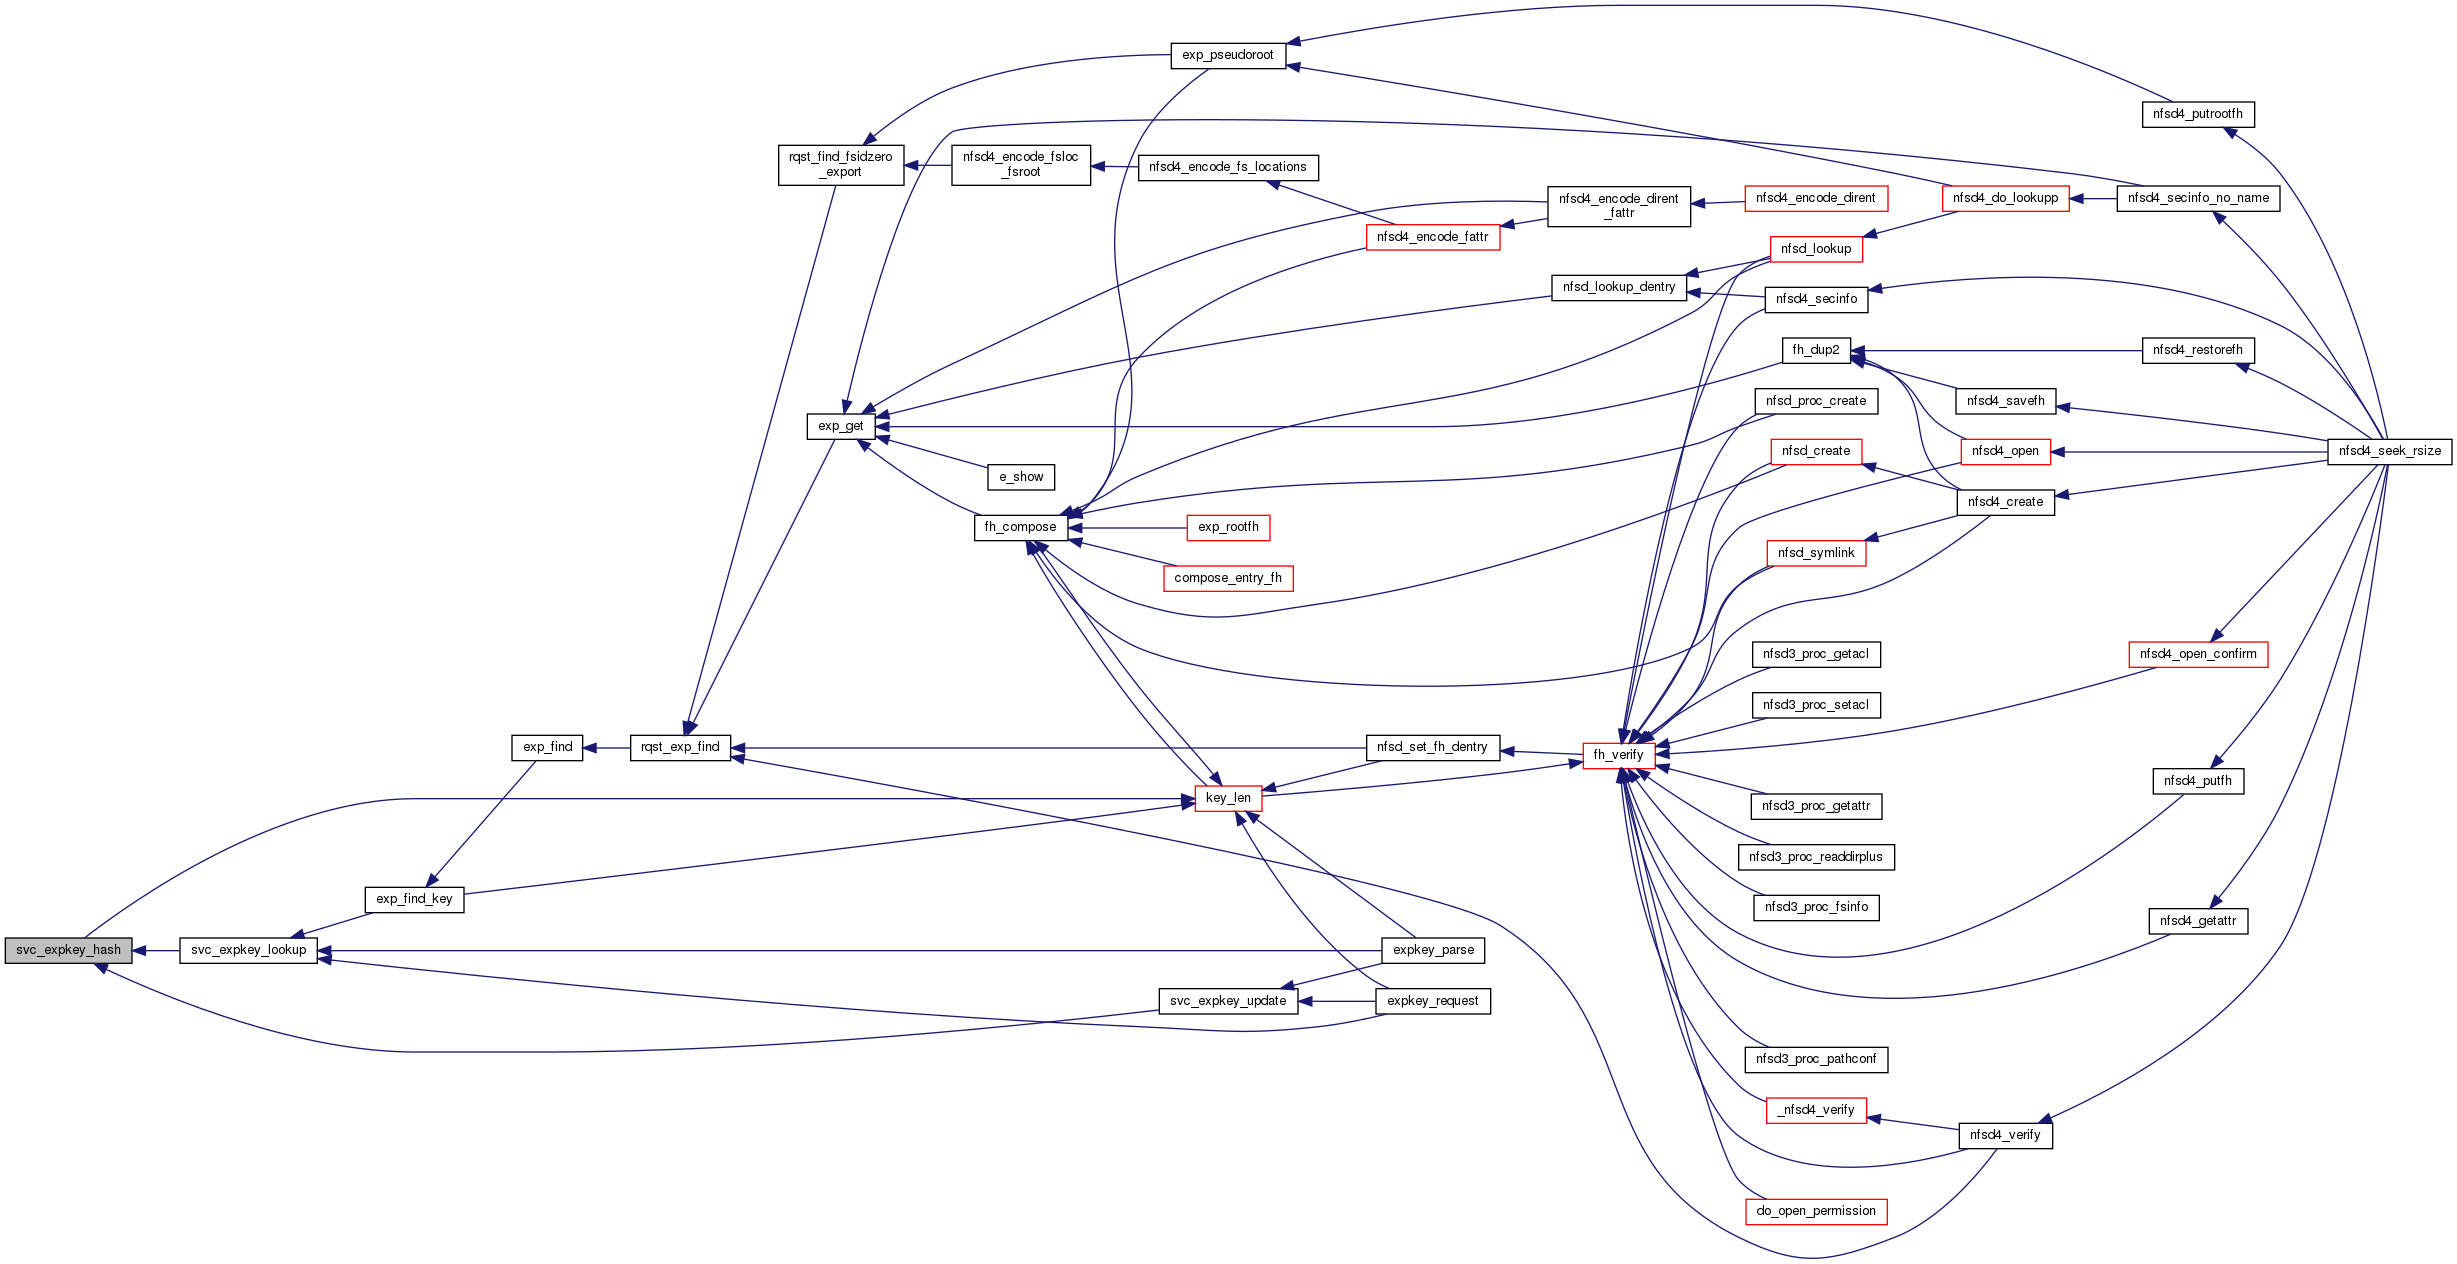 exp_pseudoroot
nfsd4_putrootfh
rqst_find_fsidzero
_export
nfsd4_encode_fsloc
_fsroot
nfsd4_encode_fs_locations
nfsd4_encode_dirent
_fattr
nfsd4_encode_dirent
nfsd4_do_lookupp
nfsd4_secinfo_no_name
nfsd4_encode_fattr
nfsd_lookup
nfsd_lookup_dentry
nfsd4_secinfo
fh_dup2
nfsd4_restorefh
nfsd_proc_create
nfsd4_savefh
exp_get
nfsd_create
nfsd4_open
nfsd4_seek_rsize
e_show
nfsd4_create
fh_compose
exp_rootfh
nfsd_symlink
compose_entry_fh
nfsd3_proc_getacl
nfsd4_open_confirm
nfsd3_proc_setacl
exp_find
rqst_exp_find
nfsd_set_fh_dentry
fh_verify
nfsd4_putfh
key_len
nfsd3_proc_getattr
nfsd3_proc_readdirplus
exp_find_key
nfsd3_proc_fsinfo
nfsd4_getattr
svc_expkey_hash
svc_expkey_lookup
expkey_parse
svc_expkey_update
expkey_request
nfsd3_proc_pathconf
_nfsd4_verify
nfsd4_verify
do_open_permission